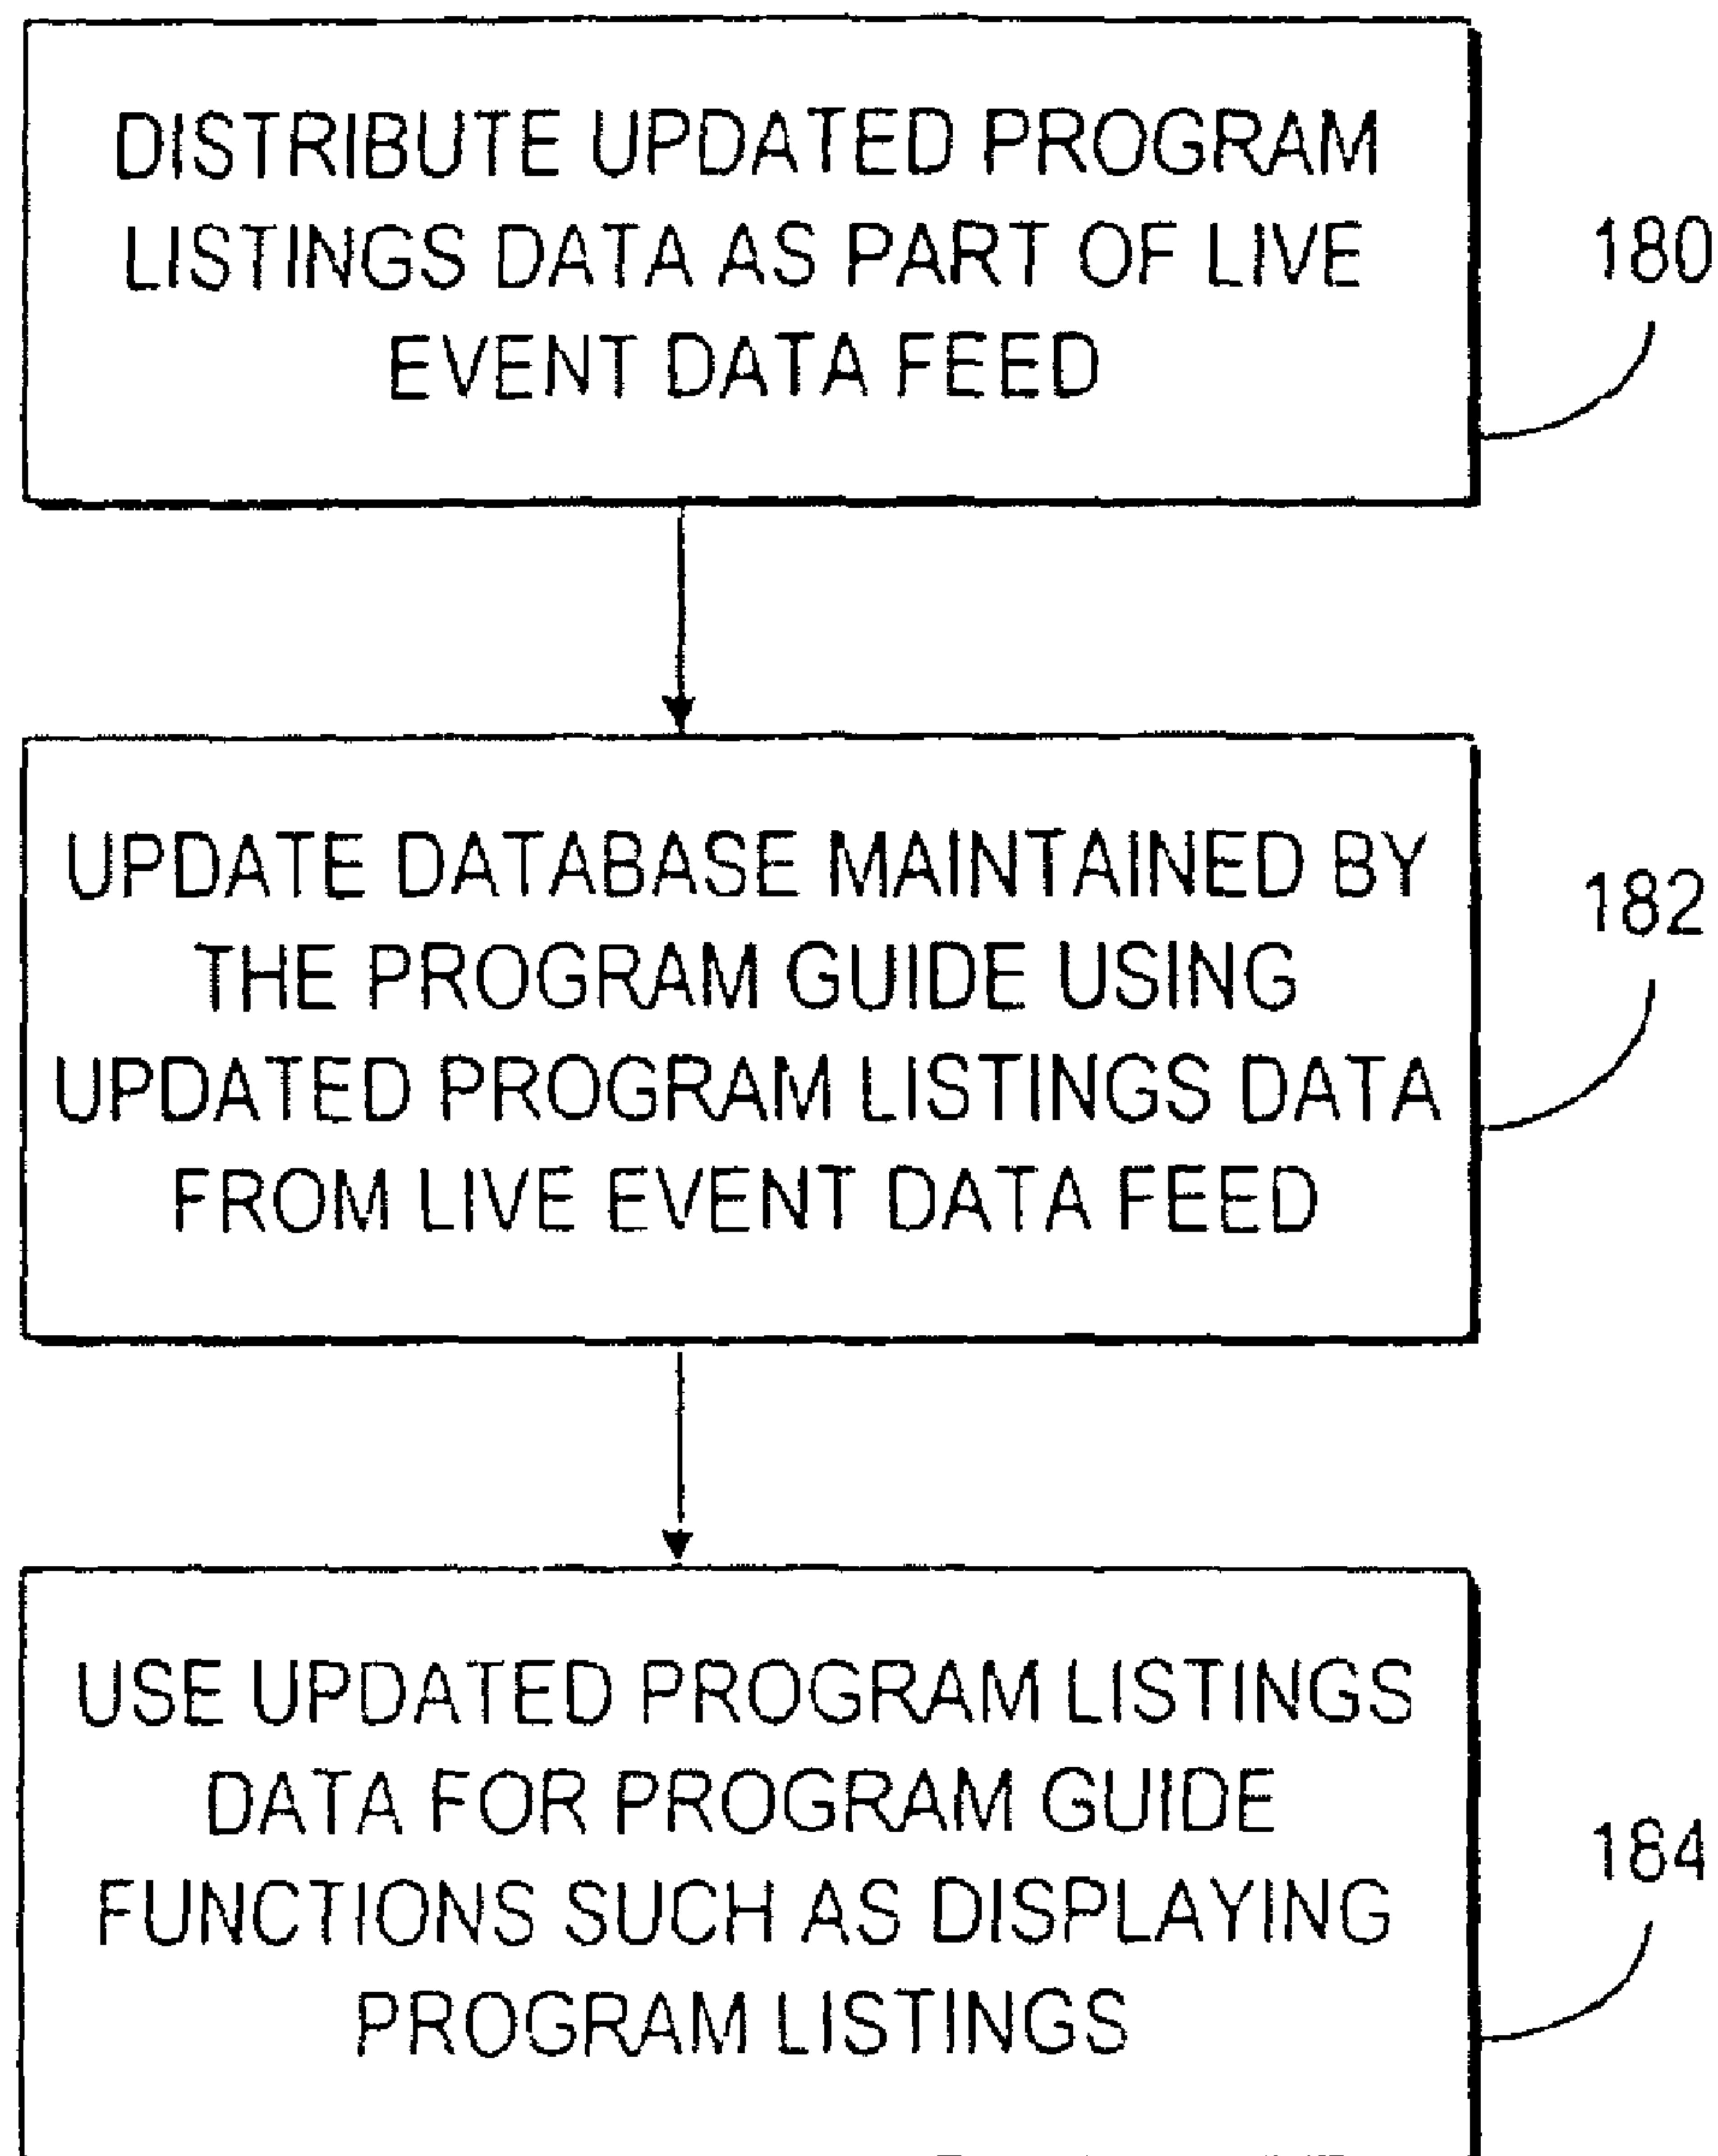 DISTRIBUTE UPDATED PROGRAM
LISTINGS DATA AS PART OF LIVE
EVENT DATA FEED
180
UPDATE DATABASE MAINTAINED BY
THE PROGRAM GUIDE USING
UPDATED PROGRAM LISTINGS DATA
FROM LIVE EVENT DATA FEED
182
USE UPDATED PROGRAM LISTINGS
DATA FOR PROGRAM GUIDE
FUNCTIONS SUCH AS DISPLAYING
PROGRAM LISTINGS
184